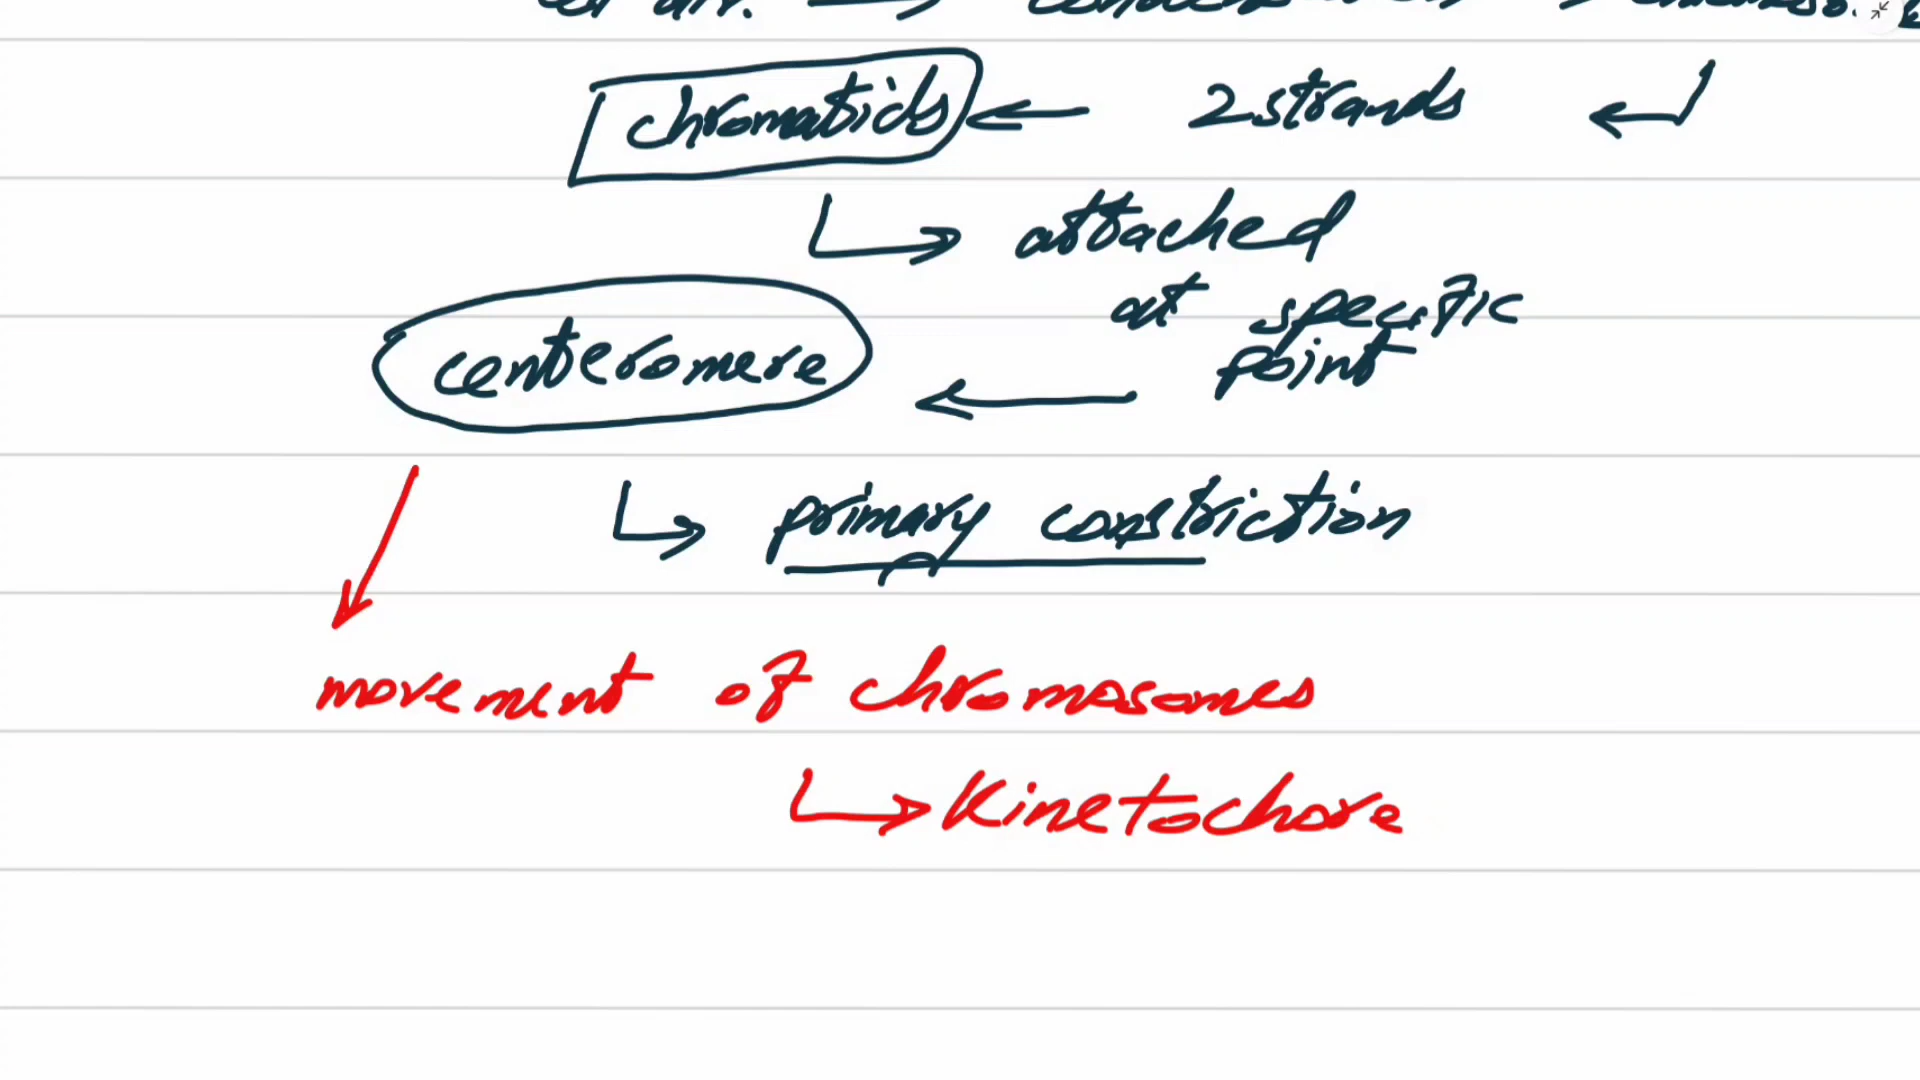 chromatids ← 2 strands ↵
↳ attached
at specific
centeromere ← point
↳ primary constriction
movement of chromosomes
↳ Kinetochore